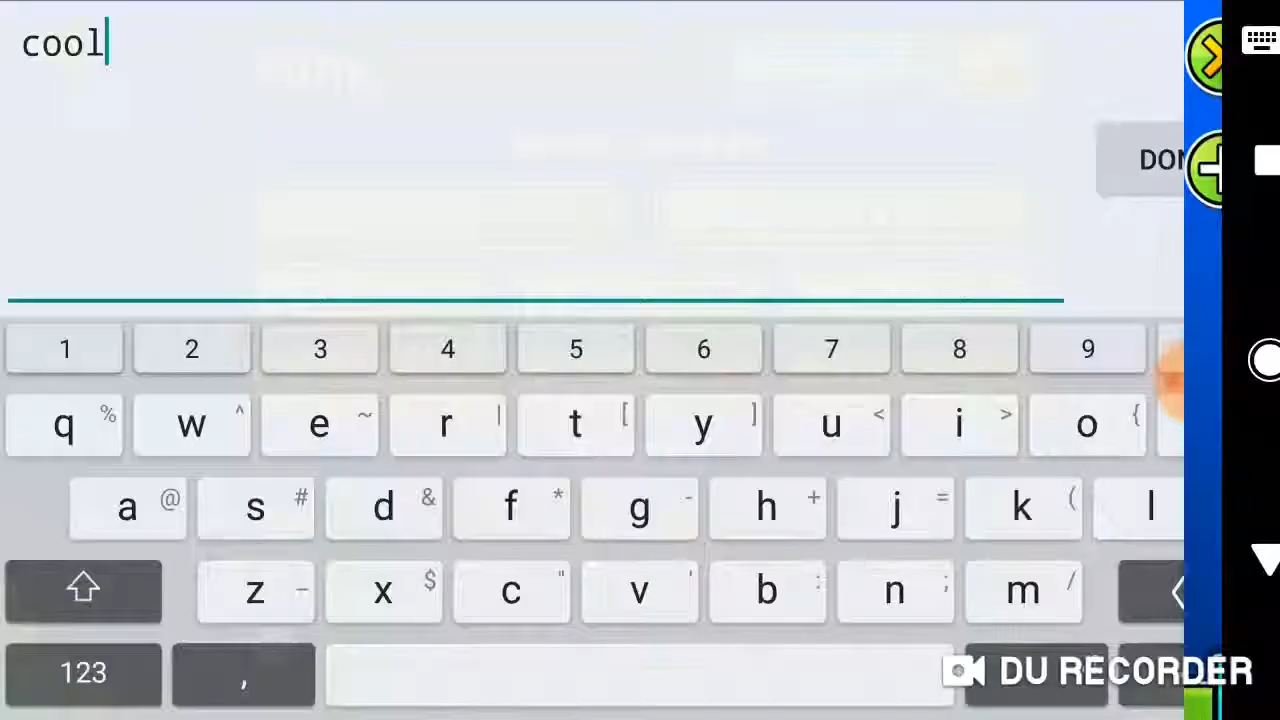 cool
DON
1 2 3 4 5 6 7 8 9
q % w ^ e ~ r | t [ y ] u < i > o {
a @ s # d & f * g - h + j = k ( l
z _ x $ c " v ' b : n ; m /
123 ,
DU RECORDER